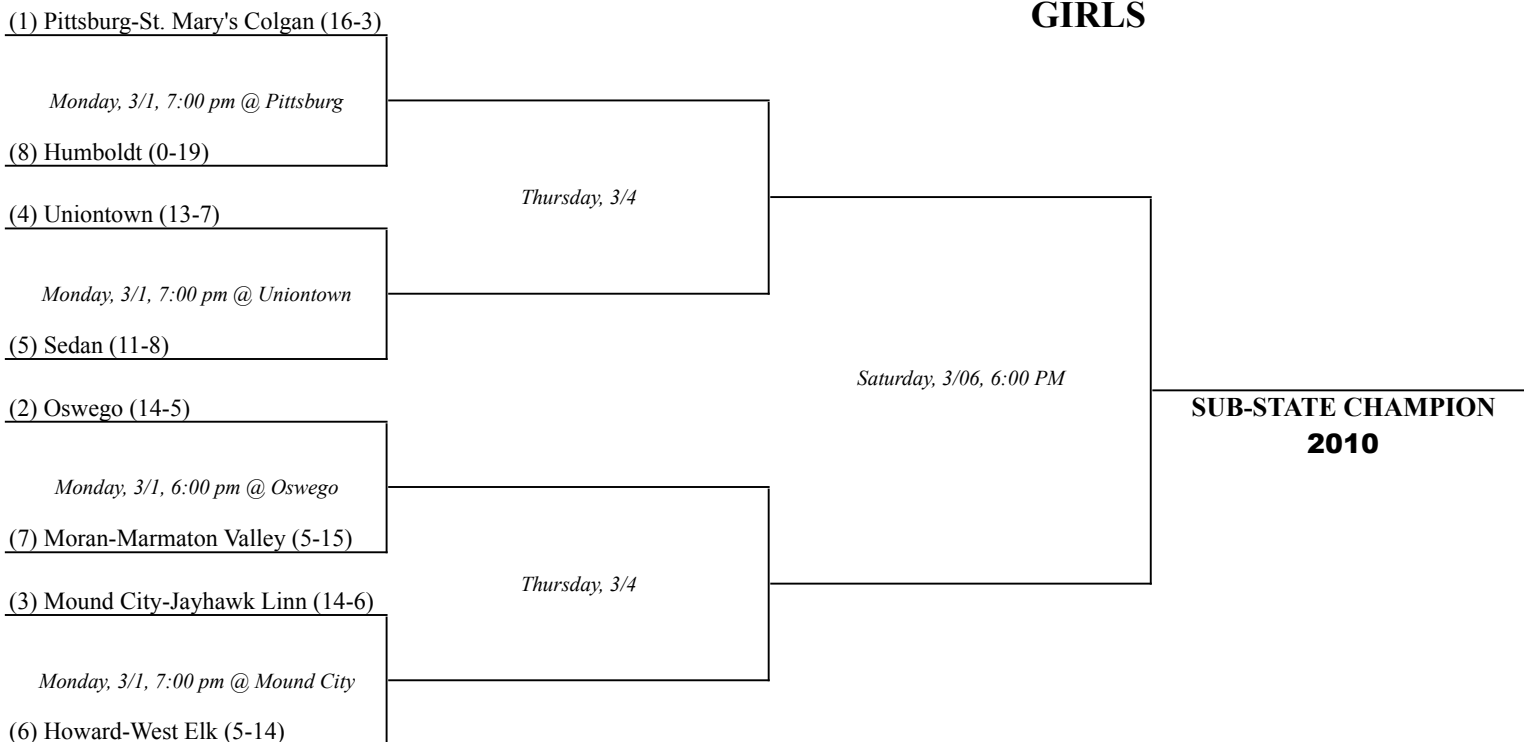 GIRLS
(1) Pittsburg-St. Mary's Colgan (16-3)
Monday, 3/1, 7:00 pm @ Pittsburg
(8) Humboldt (0-19)
Thursday, 3/4
(4) Uniontown (13-7)
Monday, 3/1, 7:00 pm @ Uniontown
(5) Sedan (11-8)
Saturday, 3/06, 6:00 PM
SUB-STATE CHAMPION
2010
(2) Oswego (14-5)
Monday, 3/1, 6:00 pm @ Oswego
(7) Moran-Marmaton Valley (5-15)
Thursday, 3/4
(3) Mound City-Jayhawk Linn (14-6)
Monday, 3/1, 7:00 pm @ Mound City
(6) Howard-West Elk (5-14)